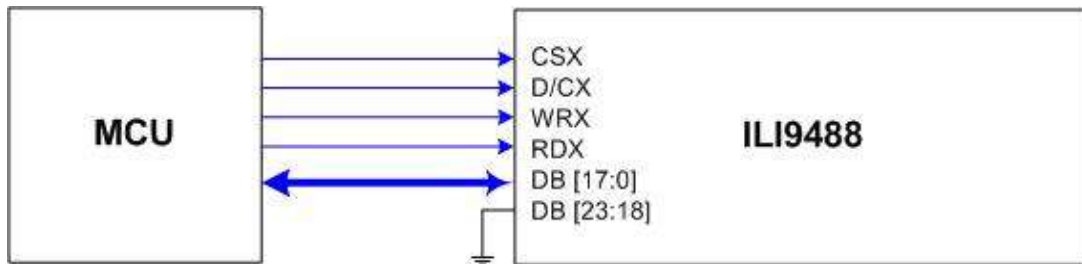 MCU
CSX
D/CX
WRX
RDX
DB [17:0]
DB [23:18]
ILI9488